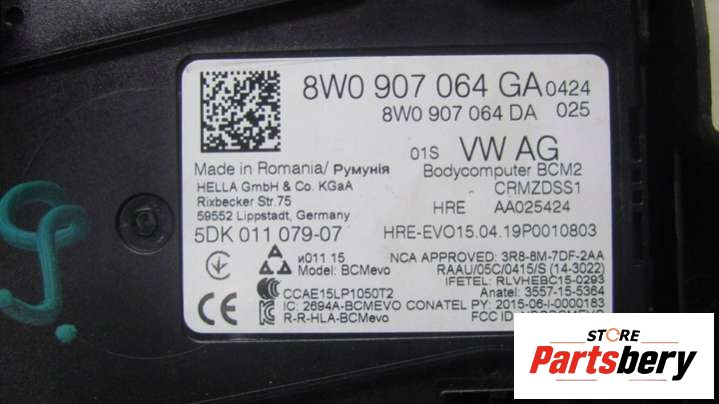 8W0 907 064 GA 0424
8W0 907 064 DA 025
01S VW AG
Bodycomputer BCM2
CRMZDSS1
HRE AA025424
Made in Romania/ Румунія
HELLA GmbH & Co. KGaA
Rixbecker Str.75
59552 Lippstadt, Germany
5DK 011 079-07 HRE-EVO15.04.19P0010803
и011 15
Model: BCMevo
NCA APPROVED: 3R8-8M-7DF-2AA
RAAU/05C/0415/S (14-3022)
IFETEL: RLVHEBC15-0293
CCAE15LP1050T2 Anatel: 3557-15-5364
CE IC: 2694A-BCMEVO CONATEL PY: 2015-06-I-0000183
R-R-HLA-BCMevo FCC ID:
STORE
Partsbery